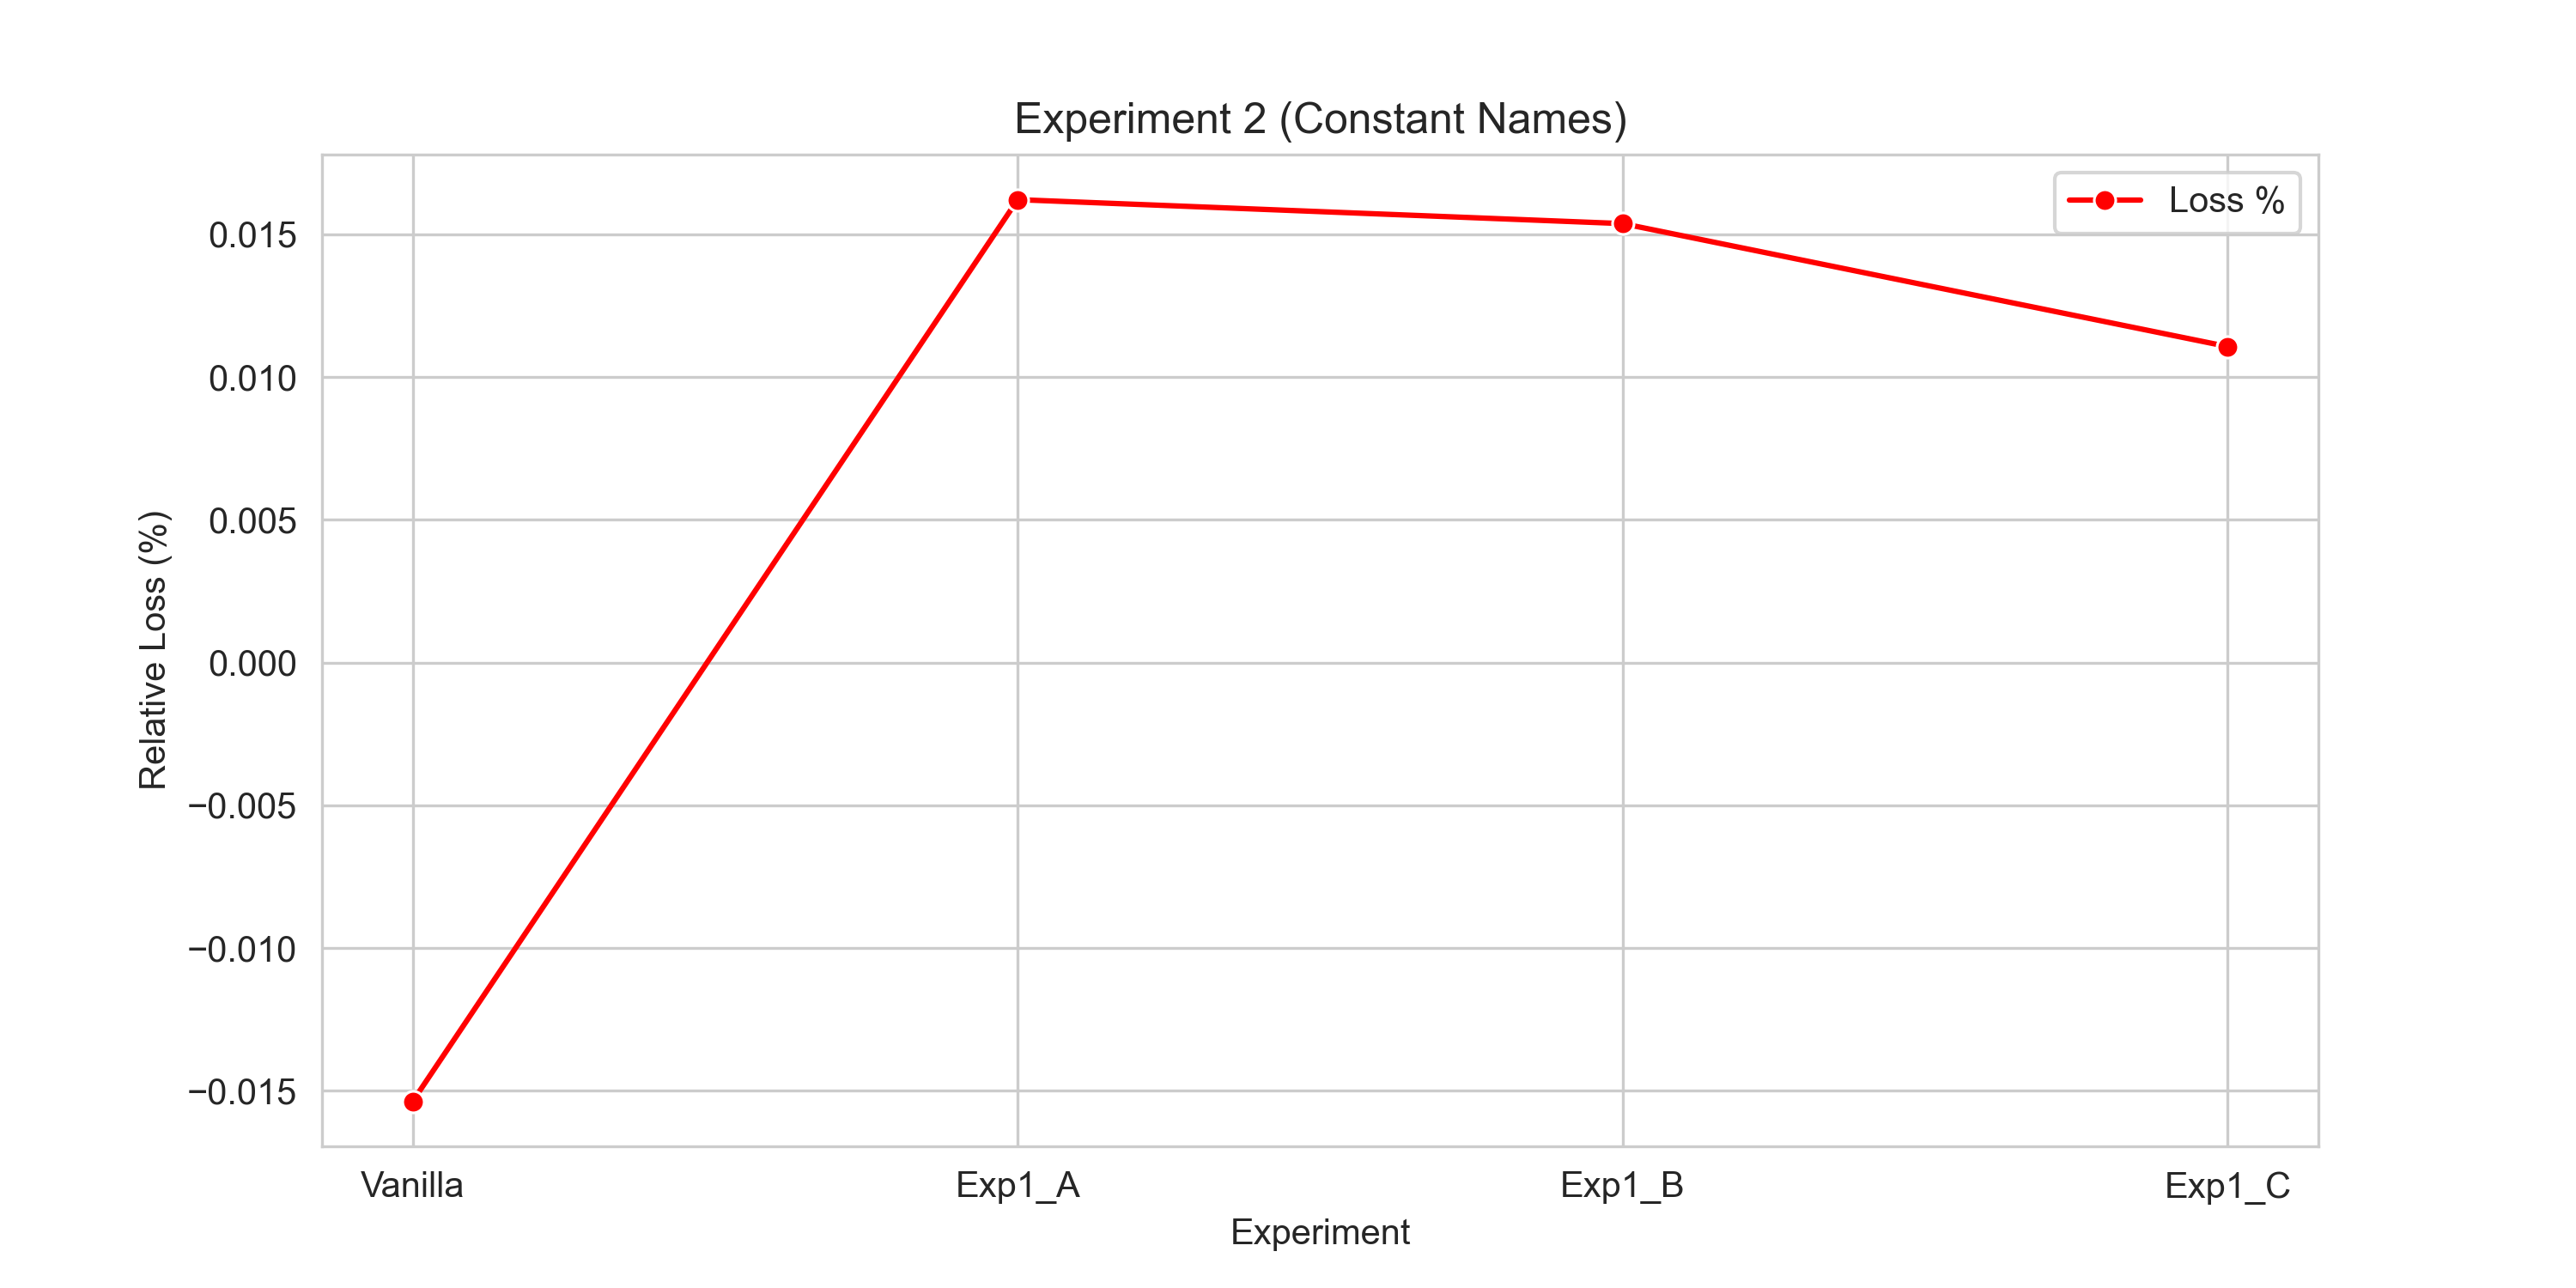 Experiment 2 (Constant Names)
Loss %
0.015
0.010
0.005
0.000
−0.005
−0.010
−0.015
Relative Loss (%)
Vanilla
Exp1_A
Exp1_B
Exp1_C
Experiment